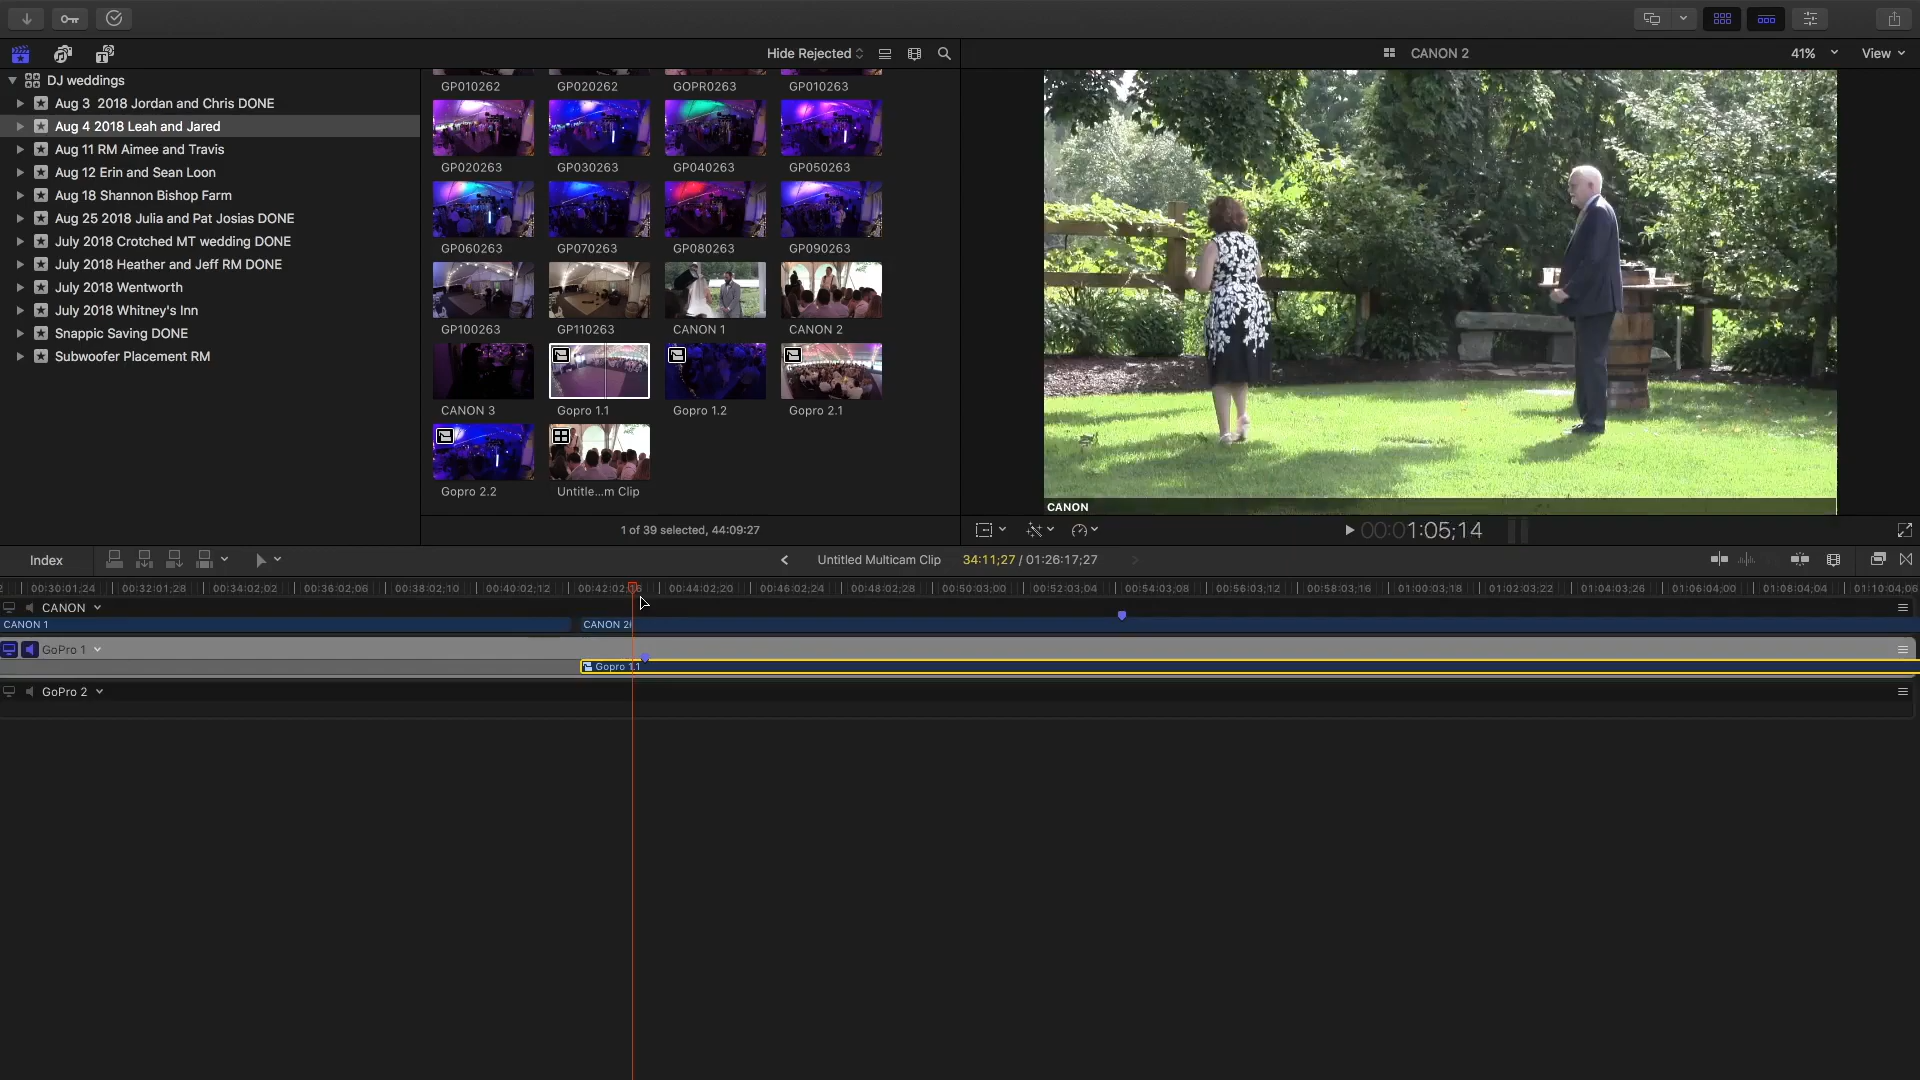 Hide Rejected
CANON 2
41%
View
DJ weddings
Aug 3 2018 Jordan and Chris DONE
Aug 4 2018 Leah and Jared
Aug 11 RM Aimee and Travis
Aug 12 Erin and Sean Loon
Aug 18 Shannon Bishop Farm
Aug 25 2018 Julia and Pat Josias DONE
July 2018 Crotched MT wedding DONE
July 2018 Heather and Jeff RM DONE
July 2018 Wentworth
July 2018 Whitney's Inn
Snappic Saving DONE
Subwoofer Placement RM
GP010262 GP020262 GOPR0263 GP010263
GP020263 GP030263 GP040263 GP050263
GP060263 GP070263 GP080263 GP090263
GP100263 GP110263 CANON 1 CANON 2
CANON 3 Gopro 1.1 Gopro 1.2 Gopro 2.1
Gopro 2.2 Untitle...m Clip
1 of 39 selected, 44:09:27
CANON
00:01:05;14
Index
Untitled Multicam Clip 34:11;27 / 01:26:17;27
00:30:01;24 00:32:01;28 00:34:02;02 00:36:02;06 00:38:02;10 00:40:02;12 00:42:02;16 00:44:02;20 00:46:02;24 00:48:02;28 00:50:03;00 00:52:03;04 00:54:03;08 00:56:03;12 00:58:03;16 01:00:03;18 01:02:03;22 01:04:03;26 01:06:04;00 01:08:04;04 01:10:04;06
CANON
CANON 1 CANON 2
GoPro 1
Gopro 1.1
GoPro 2